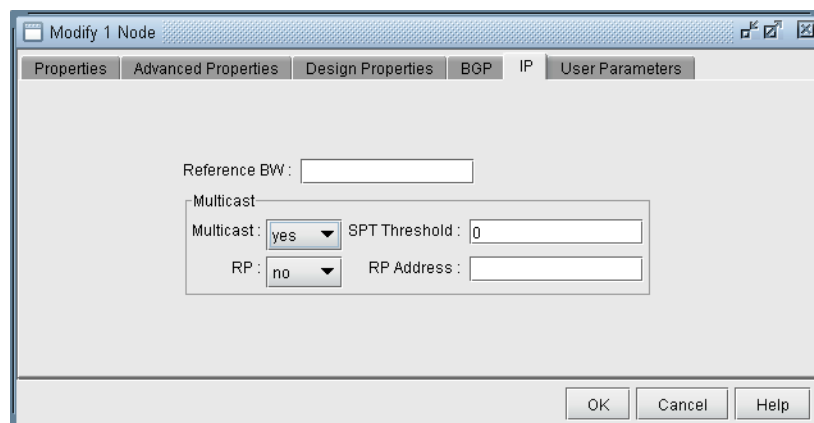 Modify 1 Node
Properties Advanced Properties Design Properties BGP IP User Parameters
Reference BW :
Multicast
Multicast : yes SPT Threshold : 0
RP : no RP Address :
OK Cancel Help